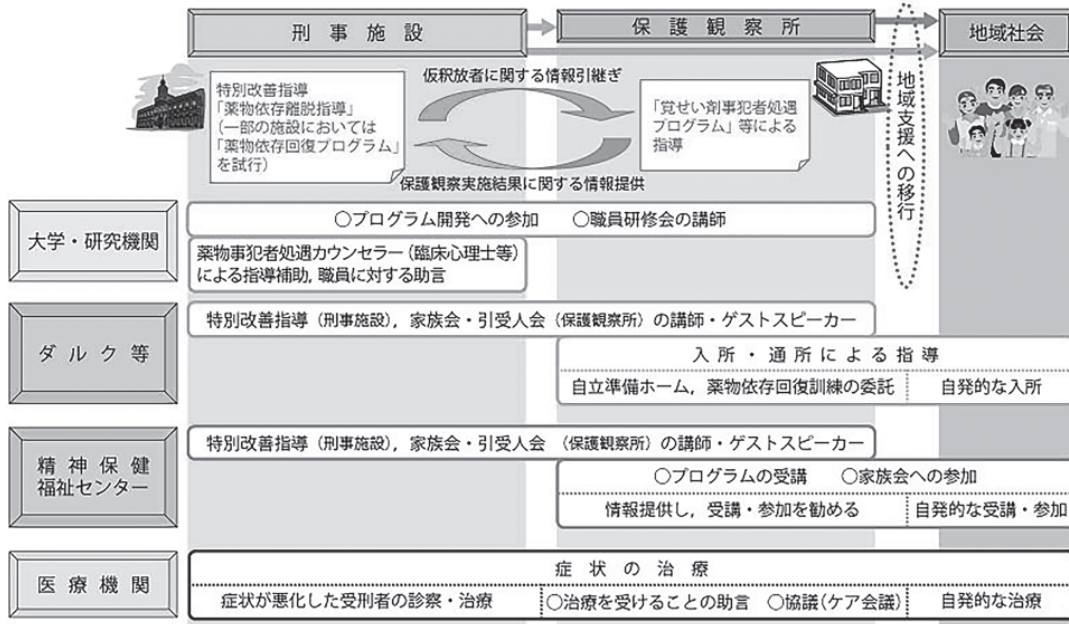 刑事施設
保護観察所
地域社会
仮釈放者に関する情報引継ぎ
特別改善指導
「薬物依存離脱指導」
(一部の施設においては
「薬物依存回復プログラム」
を試行)
「覚せい剤事犯者処遇
プログラム」等による
指導
保護観察実施結果に関する情報提供
地域支援への移行
大学・研究機関
○プログラム開発への参加 ○職員研修会の講師
薬物事犯者処遇カウンセラー(臨床心理士等)
による指導補助,職員に対する助言
ダルク等
特別改善指導(刑事施設),家族会・引受人会(保護観察所)の講師・ゲストスピーカー
入所・通所による指導
自立準備ホーム,薬物依存回復訓練の委託
自発的な入所
精神保健
福祉センター
特別改善指導(刑事施設),家族会・引受人会(保護観察所)の講師・ゲストスピーカー
○プログラムの受講 ○家族会への参加
情報提供し,受講・参加を勧める
自発的な受講・参加
医療機関
症状の治療
症状が悪化した受刑者の診察・治療
○治療を受けることの助言 ○協議(ケア会議)
自発的な治療